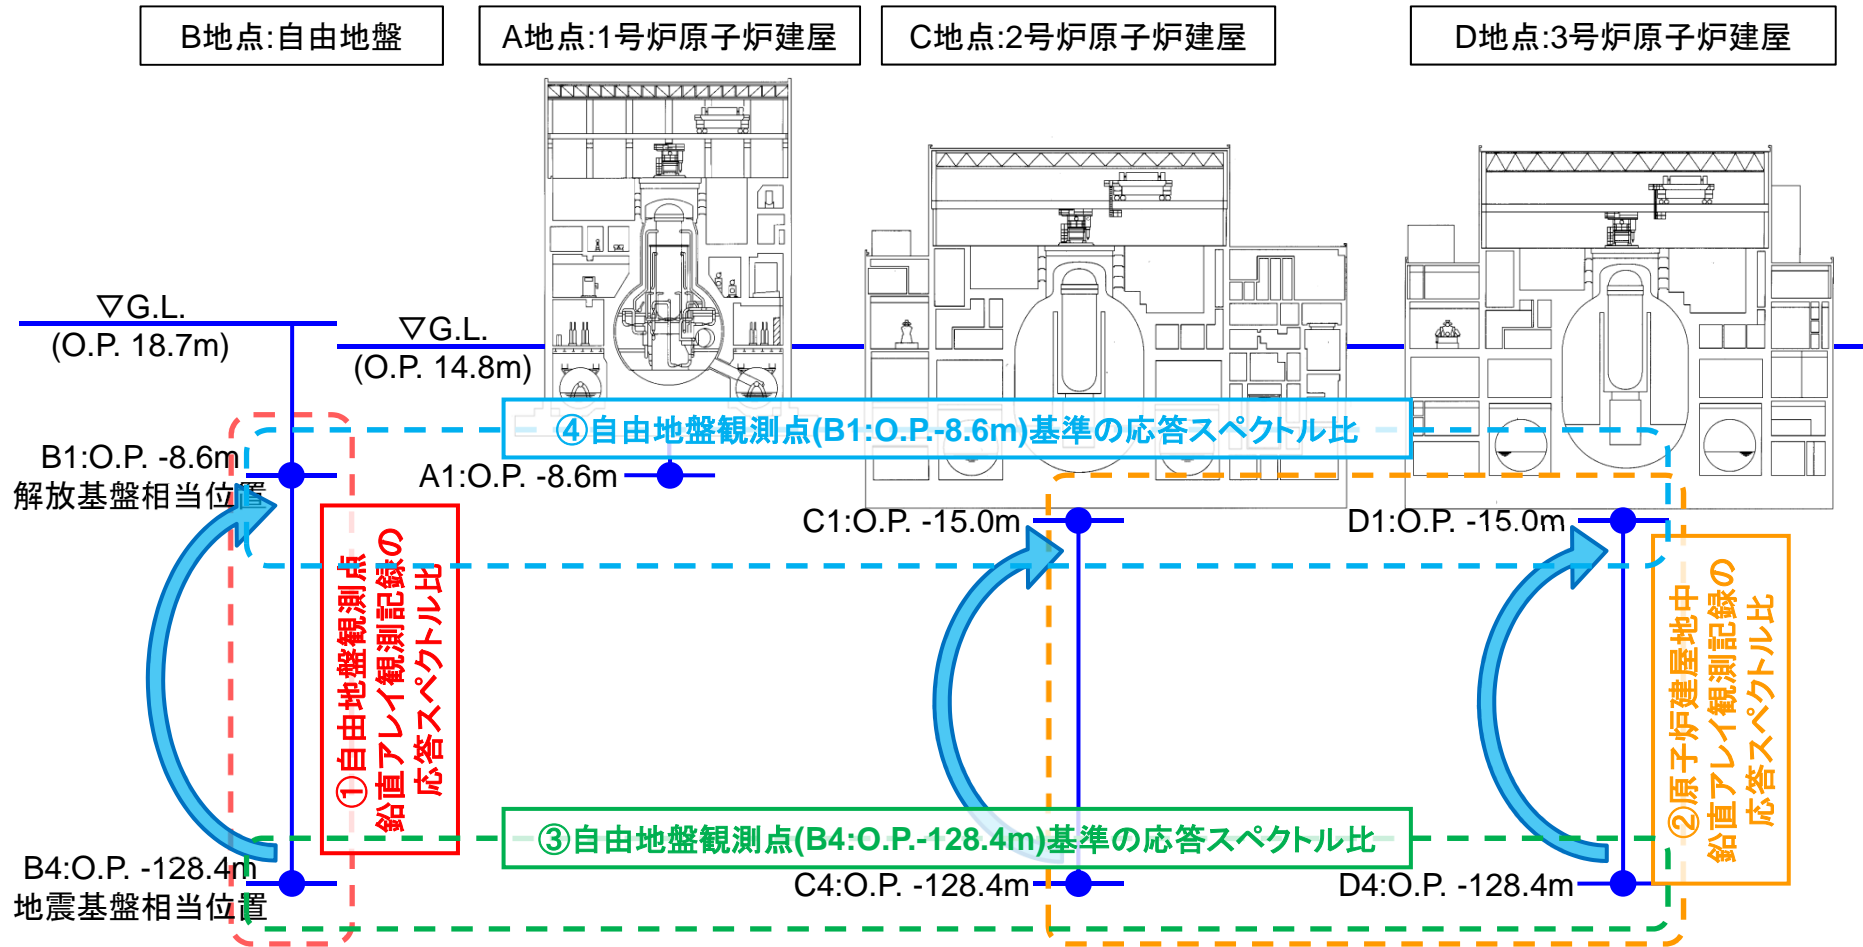 B地点:自由地盤
A地点:1号炉原子炉建屋
C地点:2号炉原子炉建屋
D地点:3号炉原子炉建屋
▽G.L.
(O.P. 18.7m)
▽G.L.
(O.P. 14.8m)
④自由地盤観測点(B1:O.P.-8.6m)基準の応答スペクトル比
B1:O.P. -8.6m
解放基盤相当位置
A1:O.P. -8.6m
C1:O.P. -15.0m
D1:O.P. -15.0m
①自由地盤観測点
鉛直アレイ観測記録の
応答スペクトル比
②原子炉建屋地中
鉛直アレイ観測記録の
応答スペクトル比
③自由地盤観測点(B4:O.P.-128.4m)基準の応答スペクトル比
B4:O.P. -128.4m
地震基盤相当位置
C4:O.P. -128.4m
D4:O.P. -128.4m